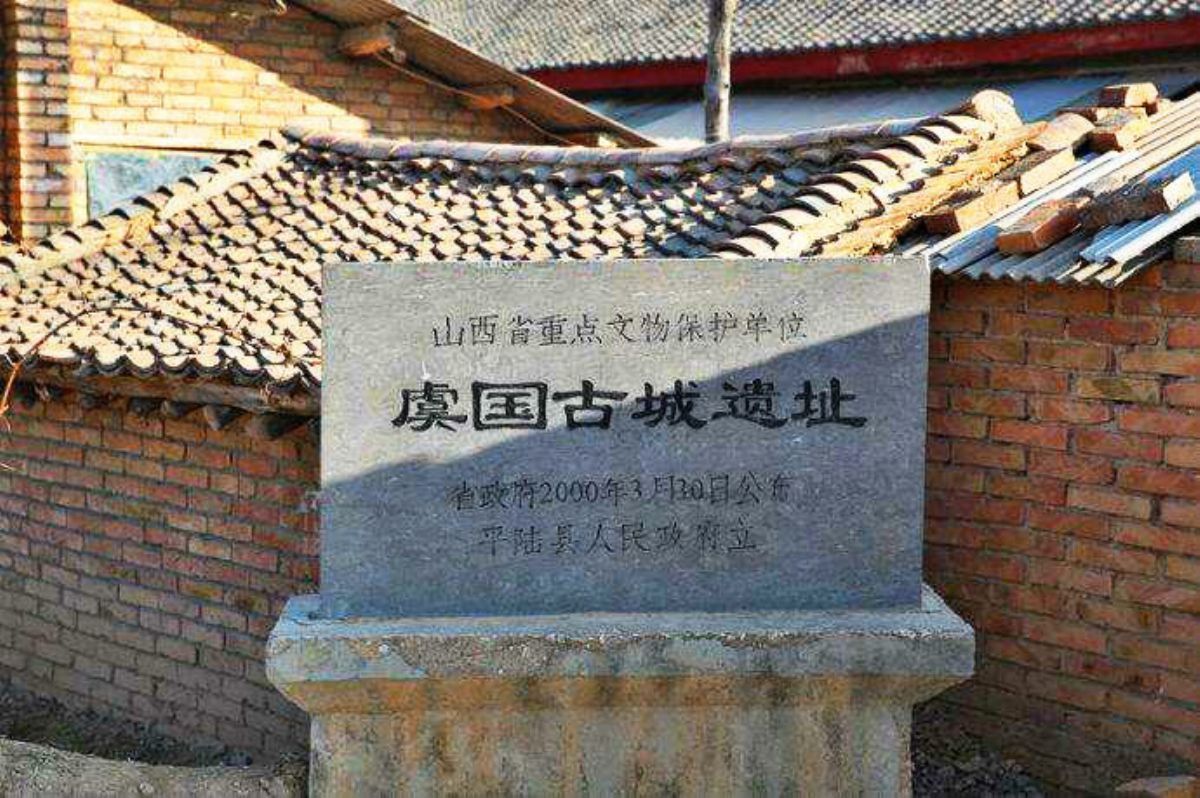 山西省重点文物保护单位
虞国古城遗址
省政府2000年3月30日公布
平陆县人民政府立